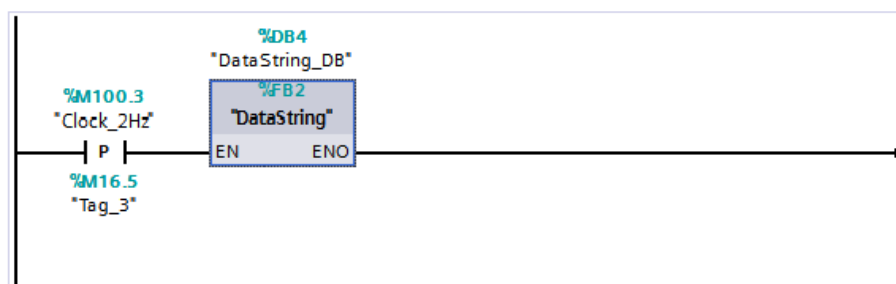 %DB4
"DataString_DB"
%FB2
"DataString"
%M100.3
"Clock_2Hz"
P
EN ENO
%M16.5
"Tag_3"